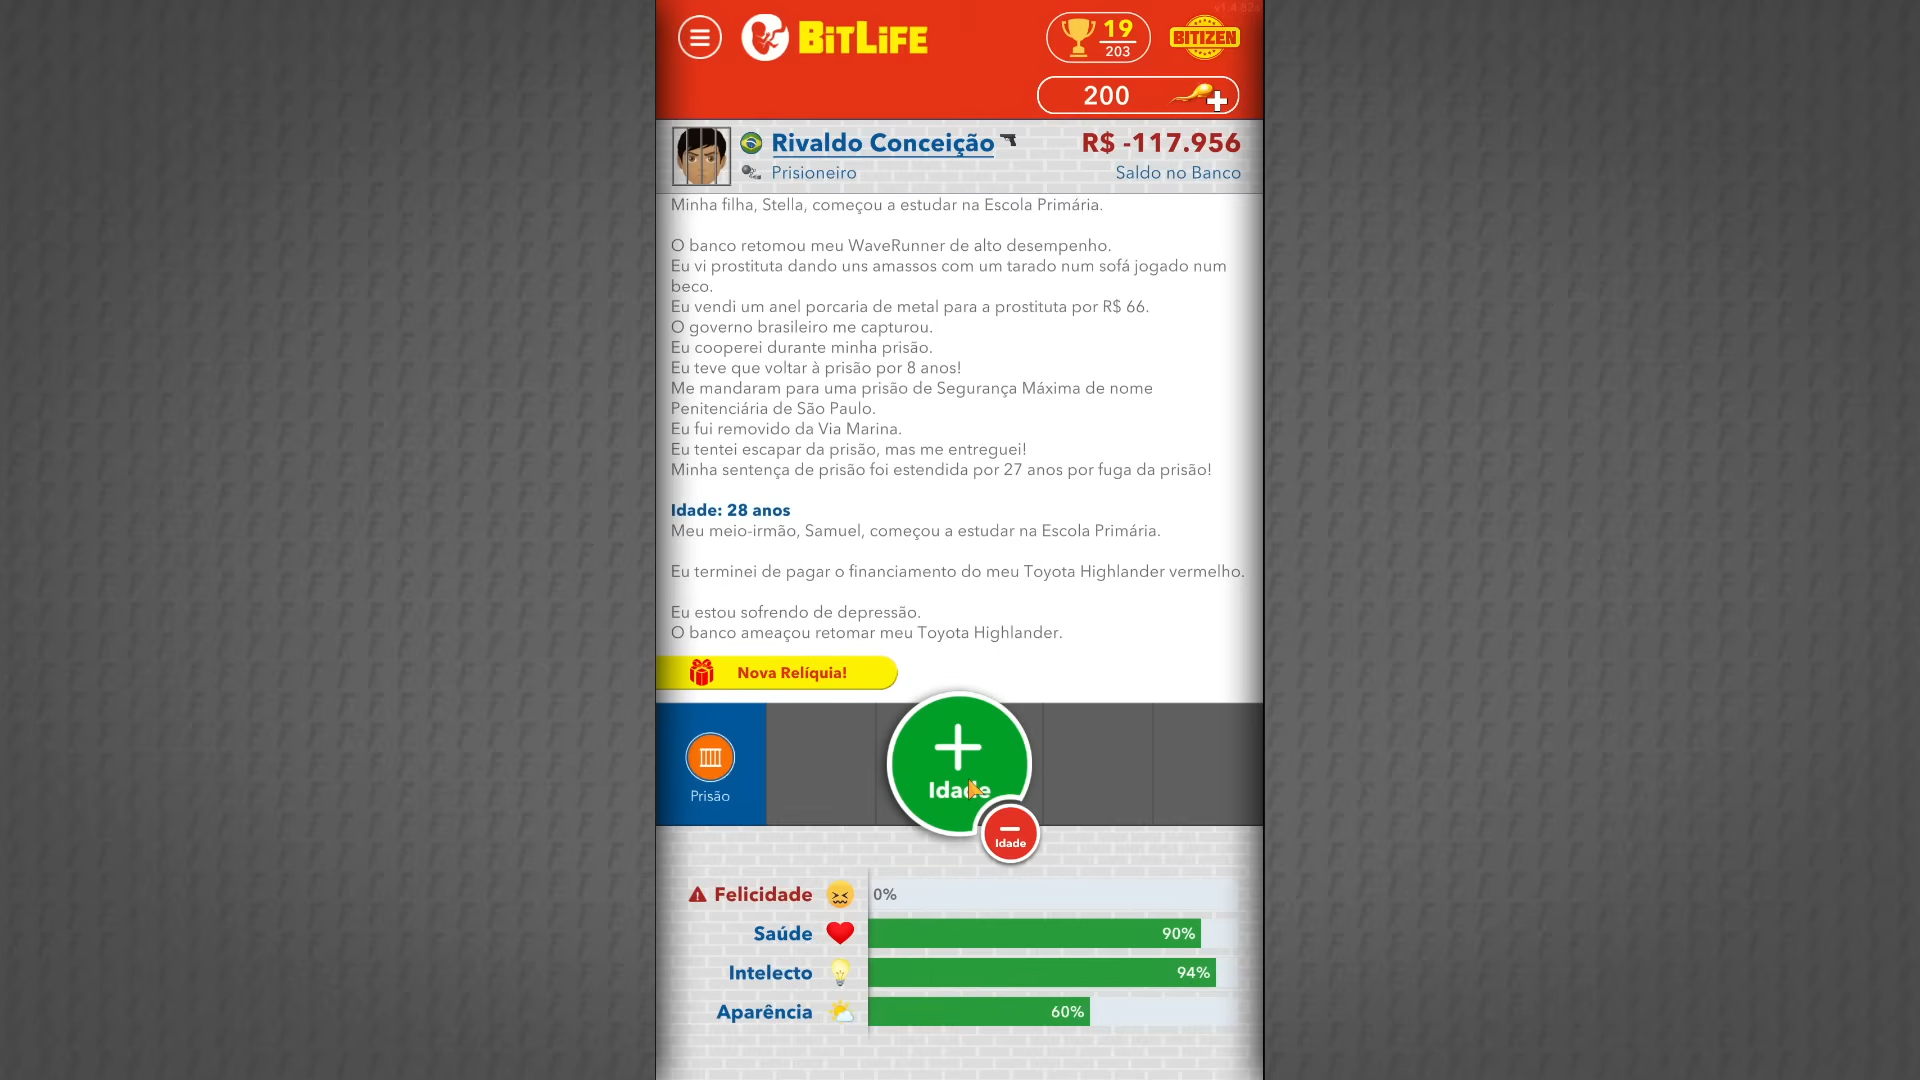 v1.4.82
BiTLiFE
19
203
BITIZEN
200
Rivaldo Conceição
R$ -117.956
Prisioneiro
Saldo no Banco
Minha filha, Stella, começou a estudar na Escola Primária.
O banco retomou meu WaveRunner de alto desempenho.
Eu vi prostituta dando uns amassos com um tarado num sofá jogado num
beco.
Eu vendi um anel porcaria de metal para a prostituta por R$ 66.
O governo brasileiro me capturou.
Eu cooperei durante minha prisão.
Eu teve que voltar à prisão por 8 anos!
Me mandaram para uma prisão de Segurança Máxima de nome
Penitenciária de São Paulo.
Eu fui removido da Via Marina.
Eu tentei escapar da prisão, mas me entreguei!
Minha sentença de prisão foi estendida por 27 anos por fuga da prisão!
Idade: 28 anos
Meu meio-irmão, Samuel, começou a estudar na Escola Primária.
Eu terminei de pagar o financiamento do meu Toyota Highlander vermelho.
Eu estou sofrendo de depressão.
O banco ameaçou retomar meu Toyota Highlander.
Nova Relíquia!
Prisão
Idade
Idade
Felicidade
0%
Saúde
90%
Intelecto
94%
Aparência
60%